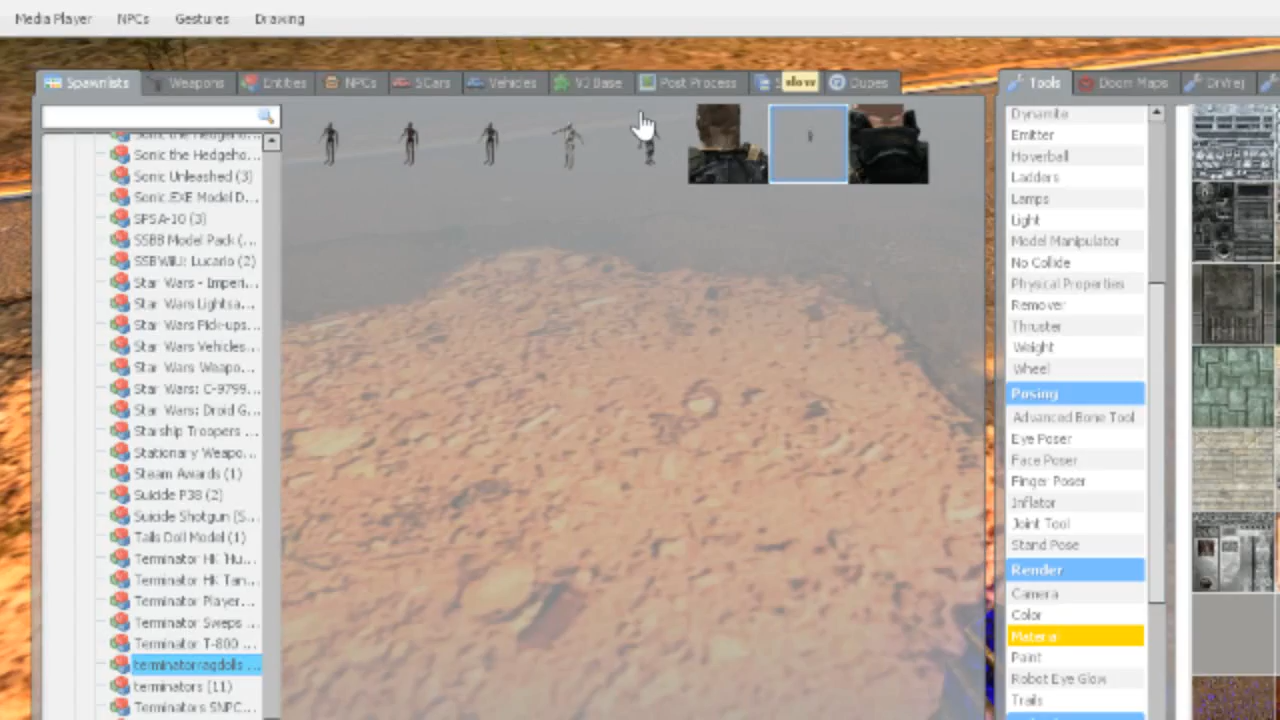 Media Player NPCs Gestures Drawing
Spawnlists Weapons Entities NPCs SCars Vehicles VJ Base Post Process Dupes
Tools Doom Maps
Sonic the Hedgeho...
Sonic the Hedgeho...
Sonic Unleashed (3)
Sonic.EXE Model D...
SPSA-10 (3)
SSBB Model Pack (...
SSBWiiU: Lucario (2)
Star Wars - Imperi...
Star Wars Lightsa...
Star Wars Pick-ups...
Star Wars Vehicles...
Star Wars Weapo...
Star Wars: C-9799...
Star Wars: Droid G...
Starship Troopers ...
Stationary Weapo...
Steam Awards (1)
Suicide P38 (2)
Suicide Shotgun (S...
Tails Doll Model (1)
Terminator HK 'Hu...
Terminator HK Tan...
Terminator Player...
Terminator Sweps ...
Terminator T-800 ...
terminatorragdolls ...
terminators (11)
Terminators SNPC...
Dynamite
Emitter
Hoverball
Ladders
Lamps
Light
Model Manipulator
No Collide
Physical Properties
Remover
Thruster
Weight
Wheel
Posing
Advanced Bone Tool
Eye Poser
Face Poser
Finger Poser
Inflator
Joint Tool
Stand Pose
Render
Camera
Color
Material
Paint
Robot Eye Glow
Trails